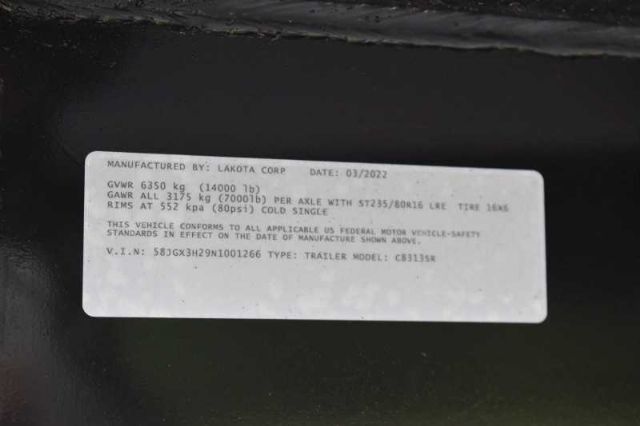 MANUFACTURED BY: LAKOTA CORP DATE: 03/2022
GVWR 6350 kg (14000 lb)
GAWR ALL 3175 kg (7000lb) PER AXLE WITH ST235/80R16 LRE TIRE 16X6
RIMS AT 552 kpa (80psi) COLD SINGLE
THIS VEHICLE CONFORMS TO ALL APPLICABLE US FEDERAL MOTOR VEHICLE-SAFETY
STANDARDS IN EFFECT ON THE DATE OF MANUFACTURE SHOWN ABOVE.
V.I.N: 58JGX3H29N1001266 TYPE: TRAILER MODEL: C8313SR